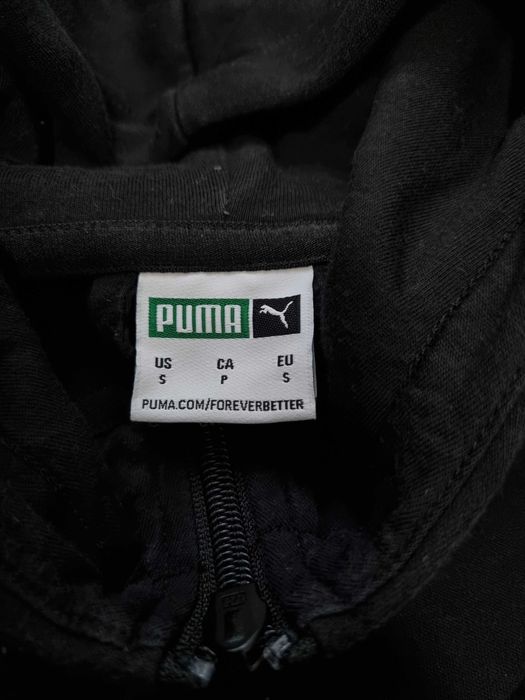 PUMA
US CA EU
S P S
PUMA.COM/FOREVERBETTER